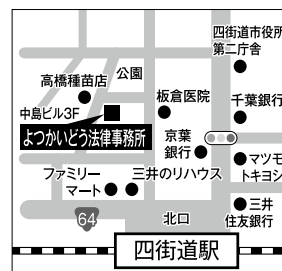 四街道市役所
第二庁舎
公園
高橋種苗店
板倉医院
千葉銀行
中島ビル3F
よつかいどう法律事務所
京葉
銀行
マツモ
トキヨシ
ファミリー
マート
三井のリハウス
三井
住友銀行
64
北口
四街道駅